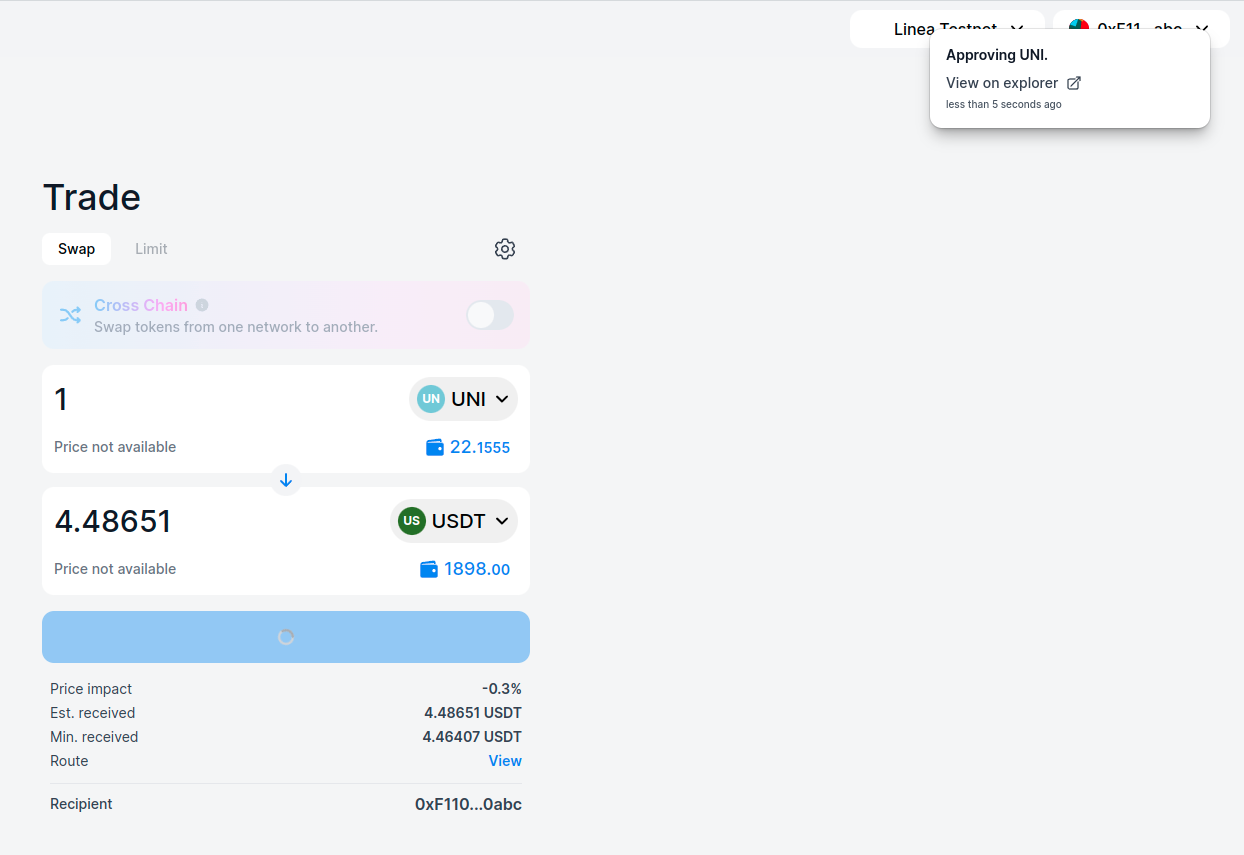 Linea Testnet
0xF11...abc
Approving UNI.
View on explorer
less than 5 seconds ago
Trade
Swap Limit
Cross Chain
Swap tokens from one network to another.
1 UN UNI
Price not available 22.1555
4.48651 US USDT
Price not available 1898.00
Price impact -0.3%
Est. received 4.48651 USDT
Min. received 4.46407 USDT
Route View
Recipient 0xF110...0abc